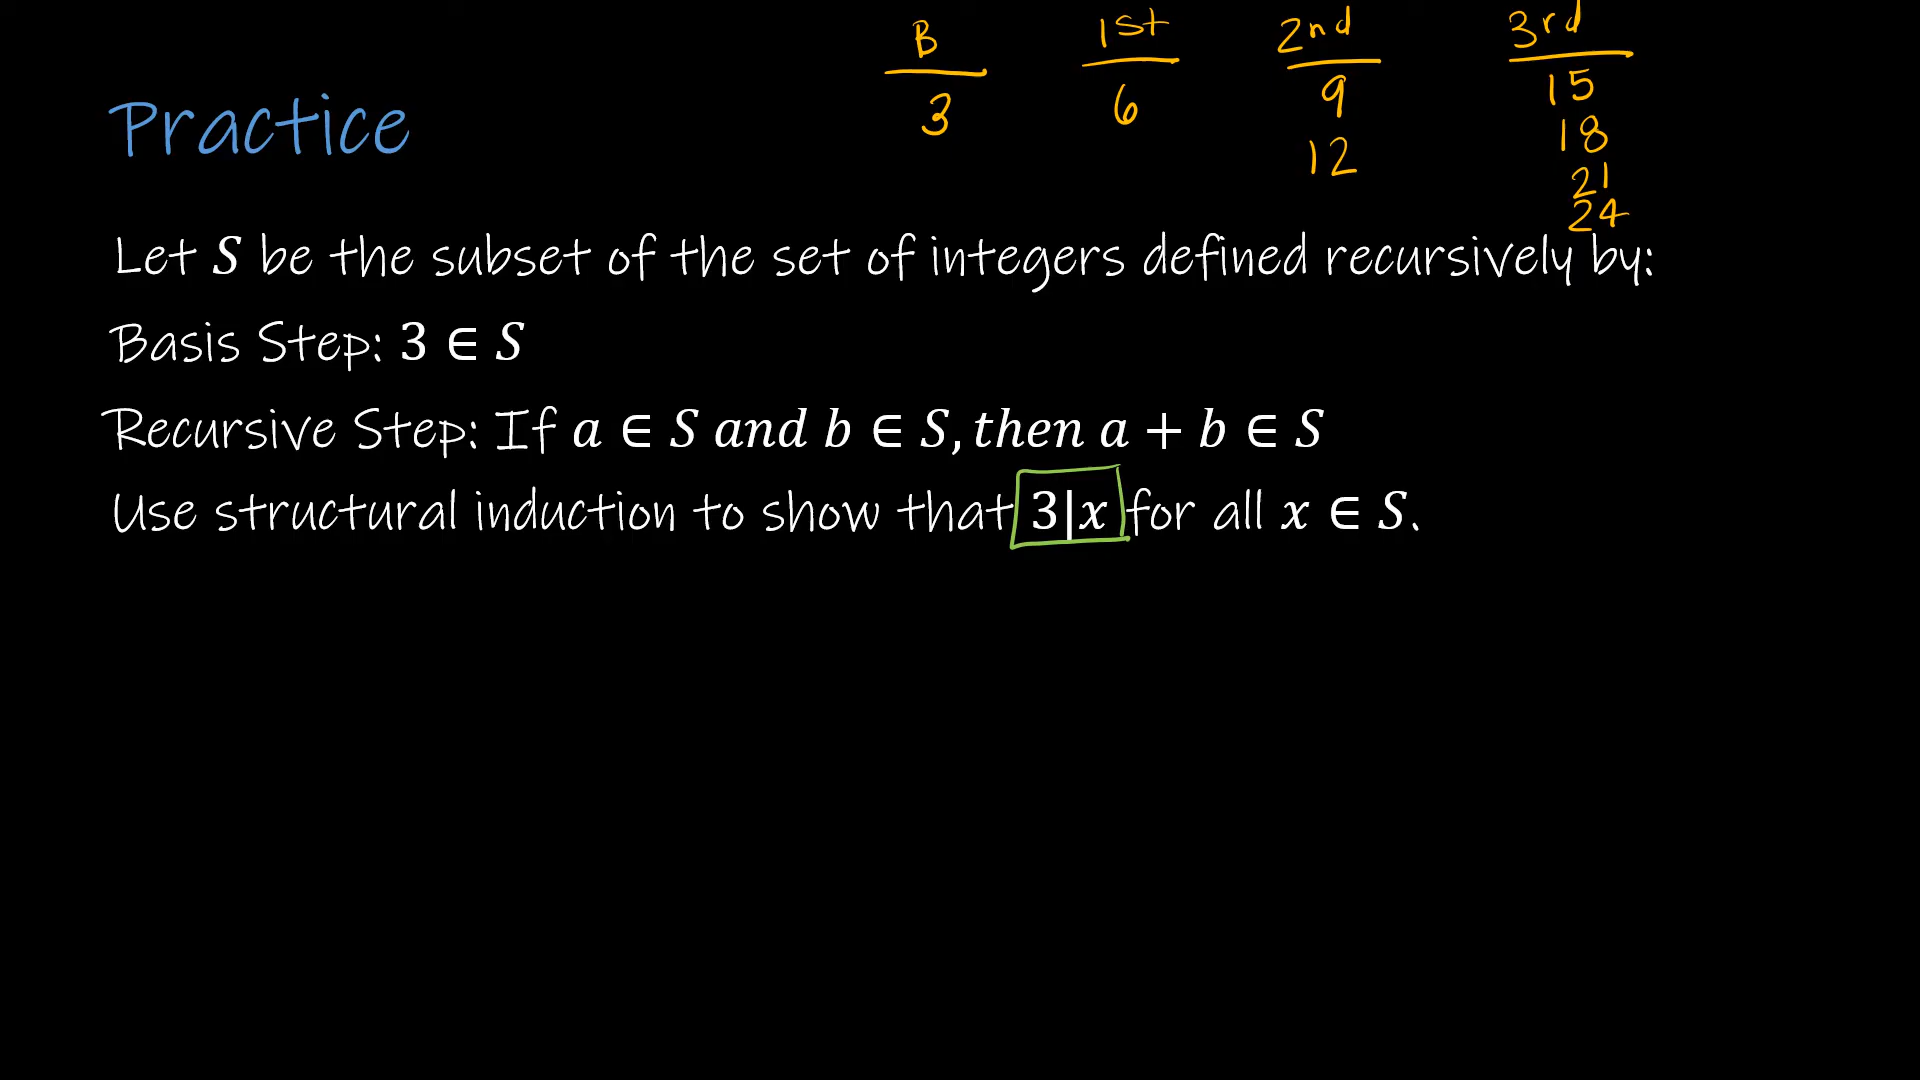 B 1st 2nd 3rd
3 6 9 15
12 18
21
24
Practice
Let S be the subset of the set of integers defined recursively by:
Basis Step: 3 ∈ S
Recursive Step: If a ∈ S and b ∈ S, then a + b ∈ S
Use structural induction to show that 3|x for all x ∈ S.